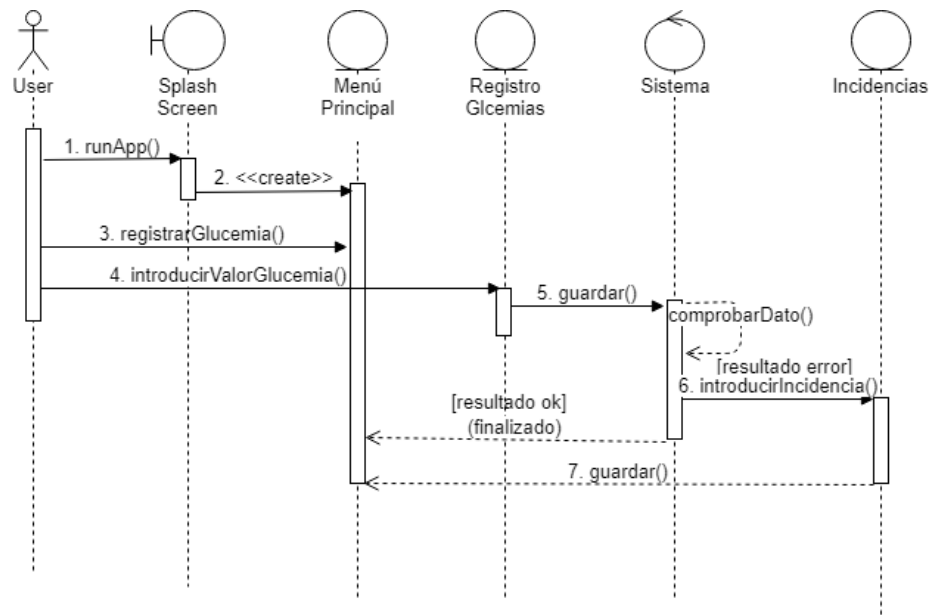 User
Splash
Screen
Menú
Principal
Registro
Glcemias
Sistema
Incidencias
1. runApp()
2. <<create>>
3. registrarGlucemia()
4. introducirValorGlucemia()
5. guardar()
comprobarDato()
[resultado error]
6. introducirIncidencia()
[resultado ok]
(finalizado)
7. guardar()